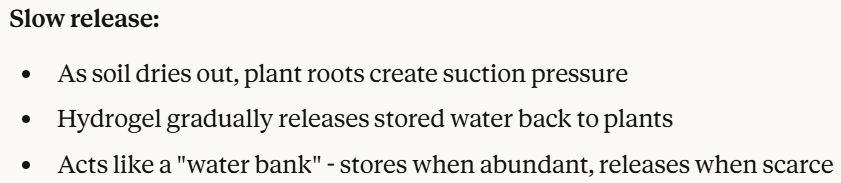 Slow release:
• As soil dries out, plant roots create suction pressure
• Hydrogel gradually releases stored water back to plants
• Acts like a "water bank" - stores when abundant, releases when scarce